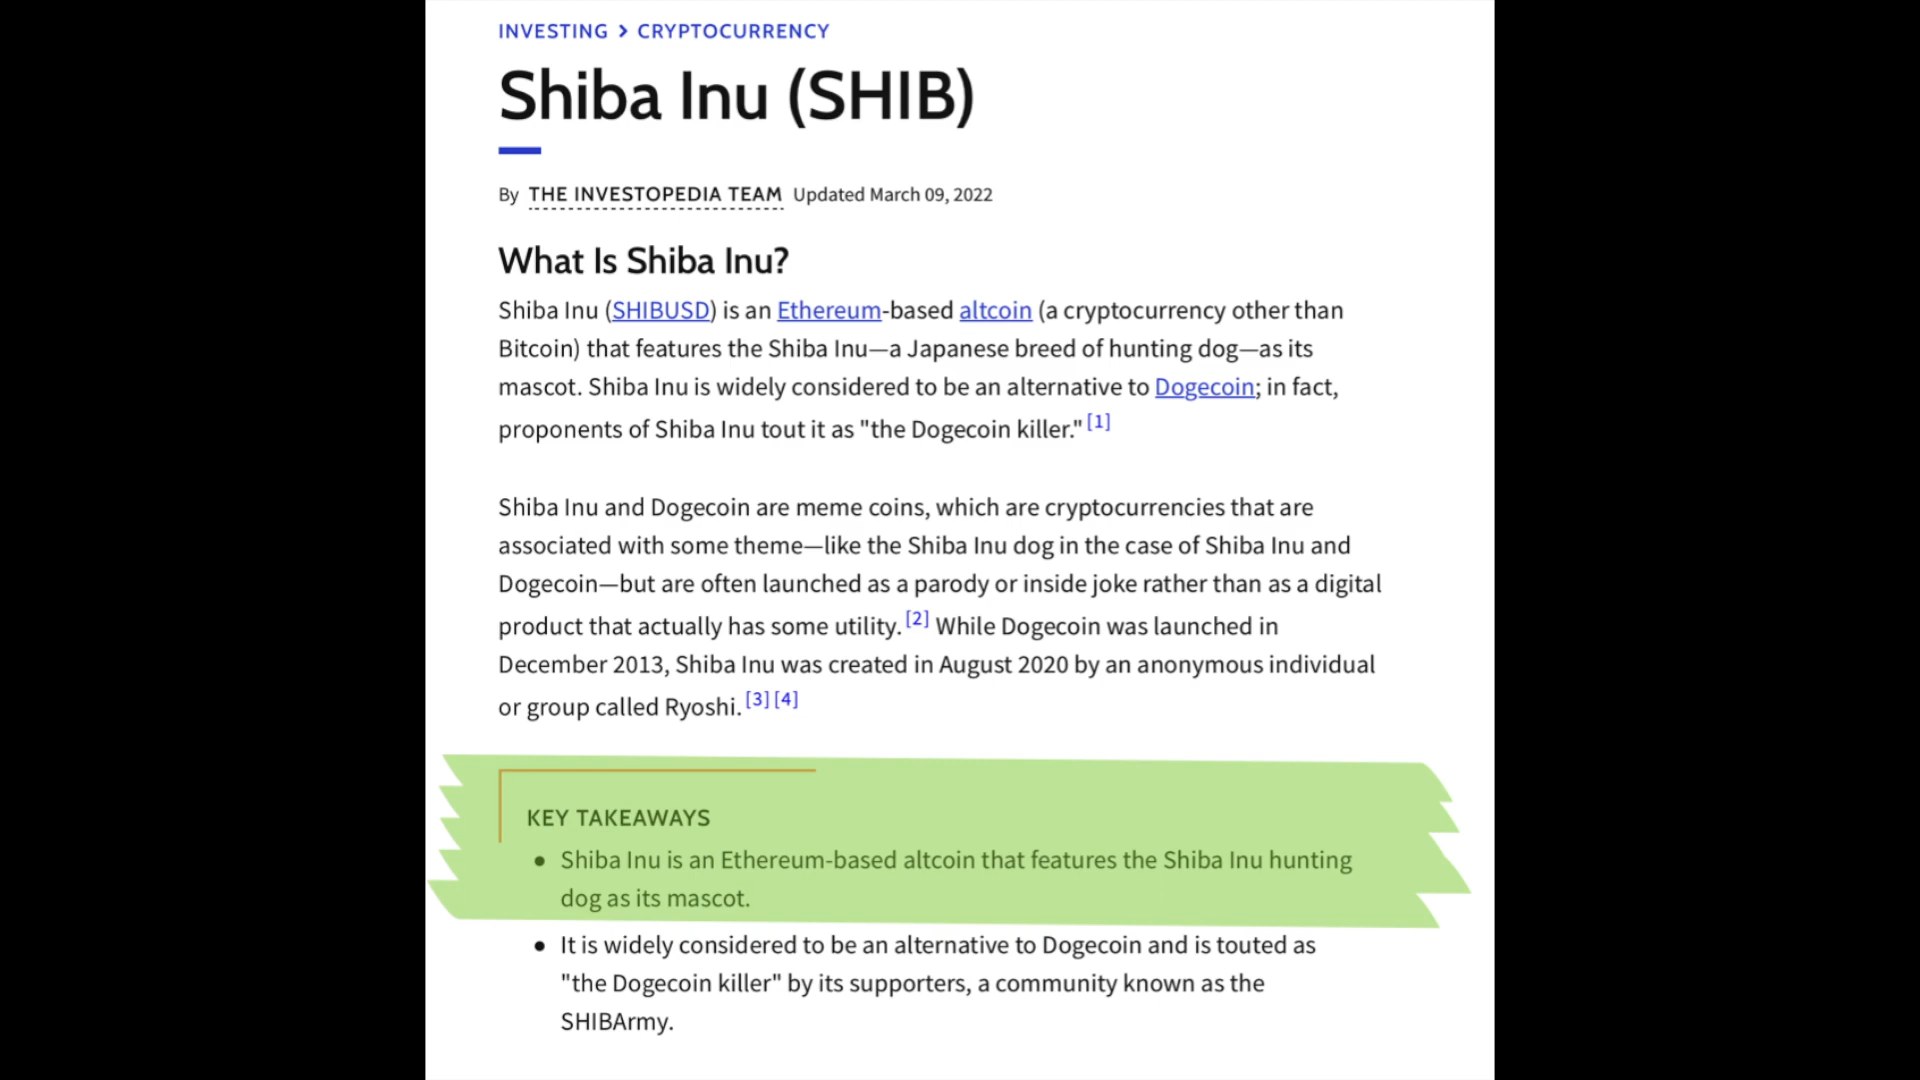 INVESTING > CRYPTOCURRENCY
Shiba Inu (SHIB)
By THE INVESTOPEDIA TEAM Updated March 09, 2022
What Is Shiba Inu?
Shiba Inu (SHIBUSD) is an Ethereum-based altcoin (a cryptocurrency other than
Bitcoin) that features the Shiba Inu—a Japanese breed of hunting dog—as its
mascot. Shiba Inu is widely considered to be an alternative to Dogecoin; in fact,
proponents of Shiba Inu tout it as "the Dogecoin killer." [1]
Shiba Inu and Dogecoin are meme coins, which are cryptocurrencies that are
associated with some theme—like the Shiba Inu dog in the case of Shiba Inu and
Dogecoin—but are often launched as a parody or inside joke rather than as a digital
product that actually has some utility. [2] While Dogecoin was launched in
December 2013, Shiba Inu was created in August 2020 by an anonymous individual
or group called Ryoshi. [3] [4]
KEY TAKEAWAYS
• Shiba Inu is an Ethereum-based altcoin that features the Shiba Inu hunting
dog as its mascot.
• It is widely considered to be an alternative to Dogecoin and is touted as
"the Dogecoin killer" by its supporters, a community known as the
SHIBArmy.